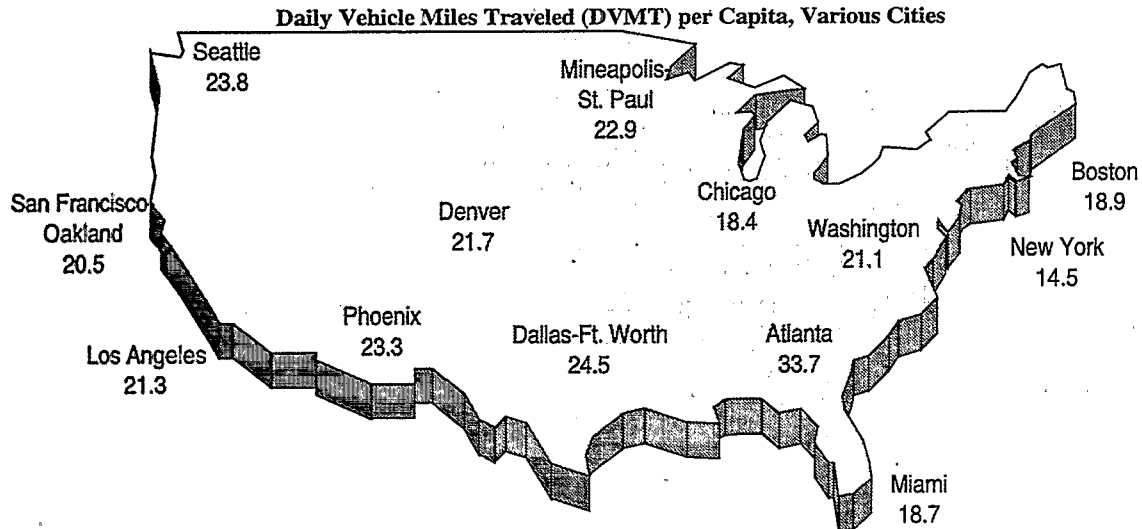 Daily Vehicle Miles Traveled (DVMT) per Capita, Various Cities
Seattle
23.8
Mineapolis-
St. Paul
22.9
San Francisco
Oakland
20.5
Denver
21.7
Chicago
18.4
Washington
21.1
Boston
18.9
New York
14.5
Los Angeles
21.3
Phoenix
23.3
Dallas-Ft. Worth
24.5
Atlanta
33.7
Miami
18.7